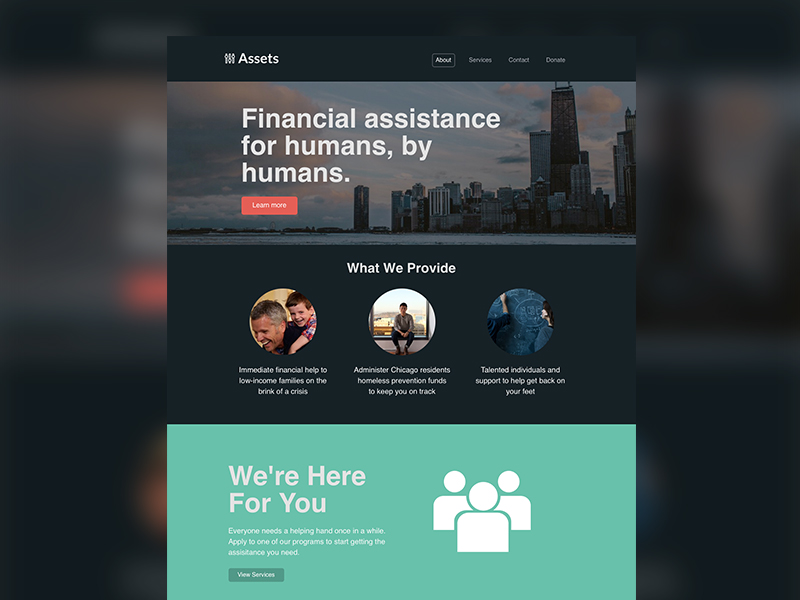 Assets
About Services Contact Donate
Financial assistance
for humans, by
humans.
Learn more
What We Provide
Immediate financial help to
low-income families on the
brink of a crisis
Administer Chicago residents
homeless prevention funds
to keep you on track
Talented individuals and
support to help get back on
your feet
We're Here
For You
Everyone needs a helping hand once in a while.
Apply to one of our programs to start getting the
assisitance you need.
View Services